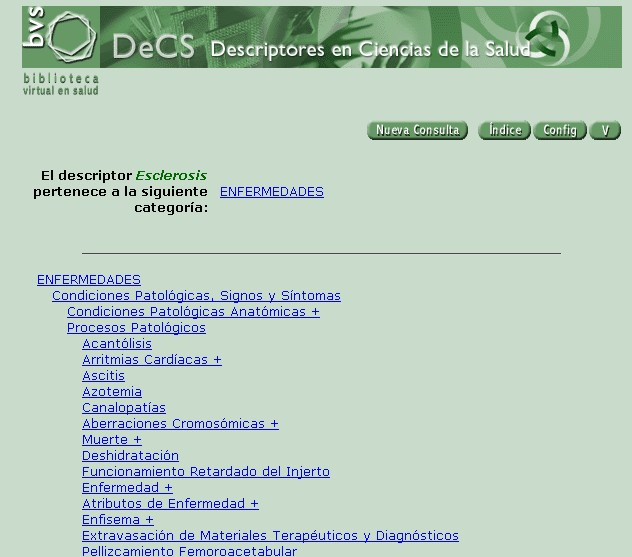 bvs
DeCS Descriptores en Ciencias de la Salud
biblioteca
virtual en salud
Nueva Consulta Índice Config V
El descriptor Esclerosis
pertenece a la siguiente ENFERMEDADES
categoría:
ENFERMEDADES
Condiciones Patológicas, Signos y Síntomas
Condiciones Patológicas Anatómicas +
Procesos Patológicos
Acantólisis
Arritmias Cardíacas +
Ascitis
Azotemia
Canalopatías
Aberraciones Cromosómicas +
Muerte +
Deshidratación
Funcionamiento Retardado del Injerto
Enfermedad +
Atributos de Enfermedad +
Enfisema +
Extravasación de Materiales Terapéuticos y Diagnósticos
Pellizcamiento Femoroacetabular